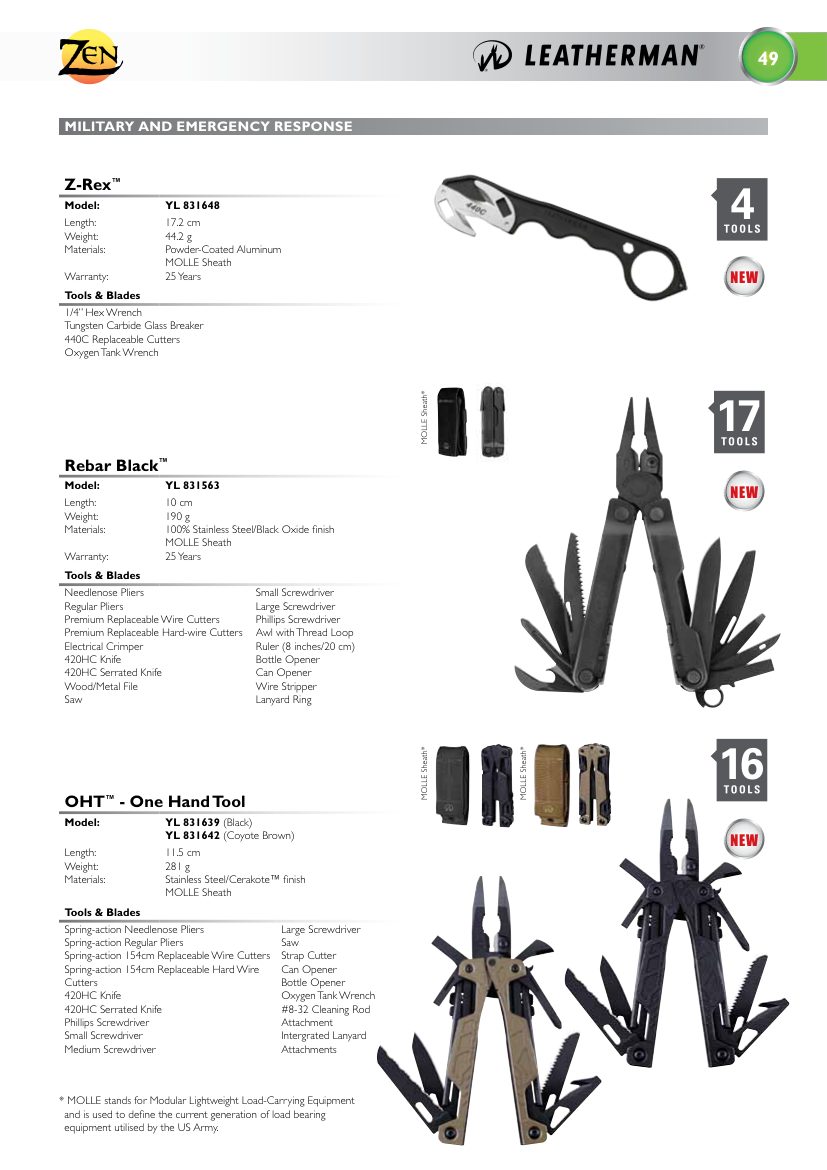 ZEN
LEATHERMAN®
49
MILITARY AND EMERGENCY RESPONSE
Z-Rex™
Model: YL 831648
Length: 17.2 cm
Weight: 44.2 g
Materials: Powder-Coated Aluminum
MOLLE Sheath
Warranty: 25 Years
Tools & Blades
1/4” Hex Wrench
Tungsten Carbide Glass Breaker
440C Replaceable Cutters
Oxygen Tank Wrench
440C
LEATHERMAN
4
TOOLS
NEW
MOLLE Sheath*
17
TOOLS
NEW
Rebar Black™
Model: YL 831563
Length: 10 cm
Weight: 190 g
Materials: 100% Stainless Steel/Black Oxide finish
MOLLE Sheath
Warranty: 25 Years
Tools & Blades
Needlenose Pliers
Regular Pliers
Premium Replaceable Wire Cutters
Premium Replaceable Hard-wire Cutters
Electrical Crimper
420HC Knife
420HC Serrated Knife
Wood/Metal File
Saw
Small Screwdriver
Large Screwdriver
Phillips Screwdriver
Awl with Thread Loop
Ruler (8 inches/20 cm)
Bottle Opener
Can Opener
Wire Stripper
Lanyard Ring
MOLLE Sheath*
MOLLE Sheath*
16
TOOLS
NEW
OHT™ - One Hand Tool
Model: YL 831639 (Black)
YL 831642 (Coyote Brown)
Length: 11.5 cm
Weight: 281 g
Materials: Stainless Steel/Cerakote™ finish
MOLLE Sheath
Tools & Blades
Spring-action Needlenose Pliers
Spring-action Regular Pliers
Spring-action 154cm Replaceable Wire Cutters
Spring-action 154cm Replaceable Hard Wire
Cutters
420HC Knife
420HC Serrated Knife
Phillips Screwdriver
Small Screwdriver
Medium Screwdriver
Large Screwdriver
Saw
Strap Cutter
Can Opener
Bottle Opener
Oxygen Tank Wrench
#8-32 Cleaning Rod
Attachment
Intergrated Lanyard
Attachments
* MOLLE stands for Modular Lightweight Load-Carrying Equipment
and is used to define the current generation of load bearing
equipment utilised by the US Army.